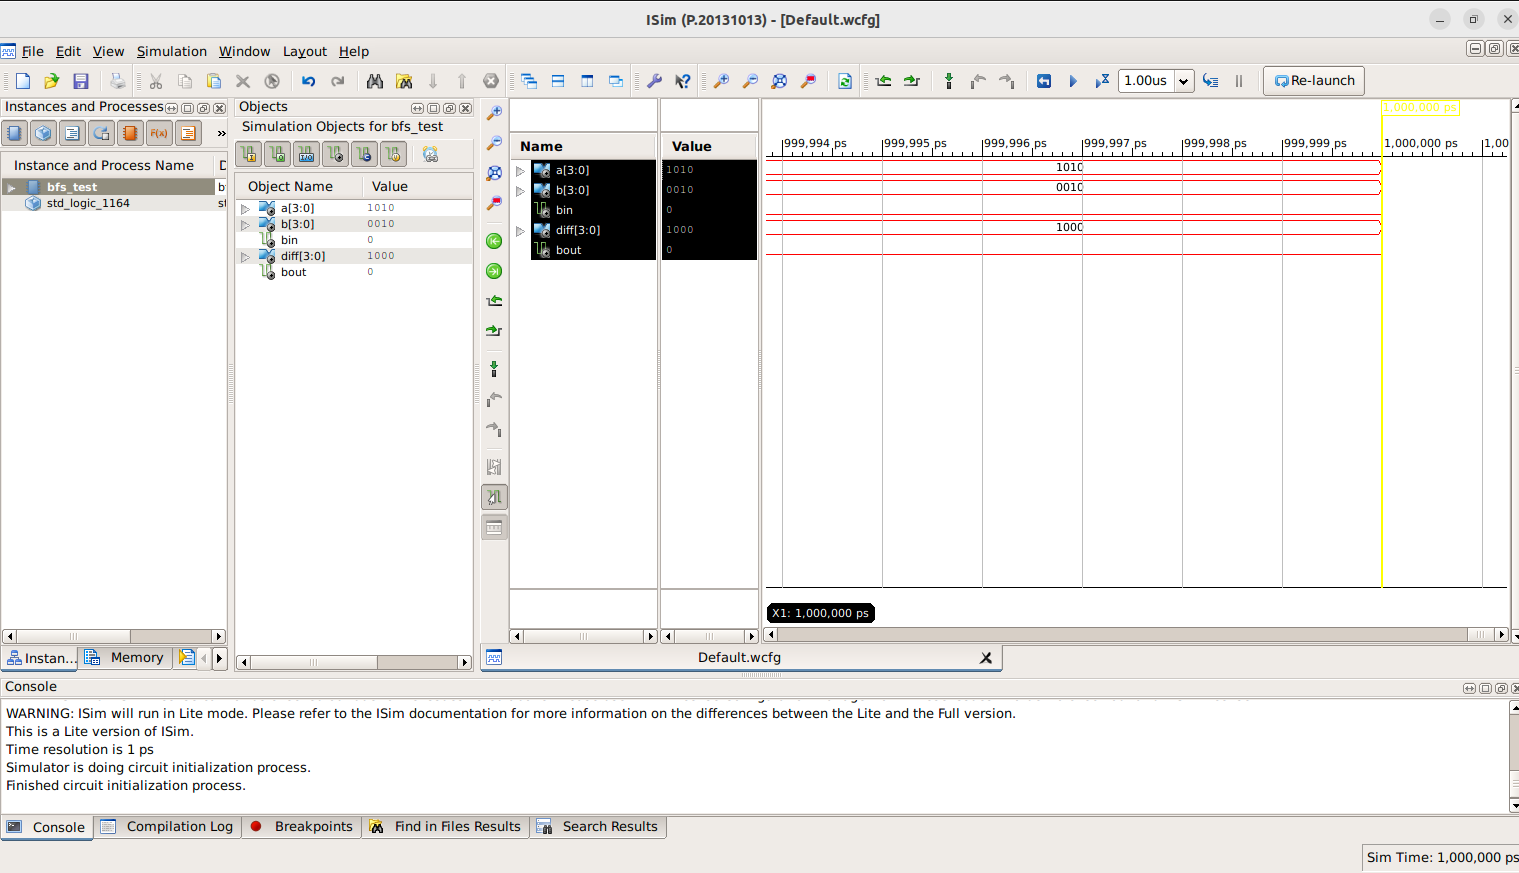 ISim (P.20131013) - [Default.wcfg]
File Edit View Simulation Window Layout Help
1.00us
Re-launch
Instances and Processes
Instance and Process Name
bfs_test
std_logic_1164
Instan...
Memory
Objects
Simulation Objects for bfs_test
Object Name Value
a[3:0] 1010
b[3:0] 0010
bin 0
diff[3:0] 1000
bout 0
Name Value
a[3:0] 1010
b[3:0] 0010
bin 0
diff[3:0] 1000
bout 0
1,000,000 ps
999,994 ps 999,995 ps 999,996 ps 999,997 ps 999,998 ps 999,999 ps 1,000,000 ps 1,00
1010
0010
1000
X1: 1,000,000 ps
Default.wcfg
Console
WARNING: ISim will run in Lite mode. Please refer to the ISim documentation for more information on the differences between the Lite and the Full version.
This is a Lite version of ISim.
Time resolution is 1 ps
Simulator is doing circuit initialization process.
Finished circuit initialization process.
Console Compilation Log Breakpoints Find in Files Results Search Results
Sim Time: 1,000,000 ps